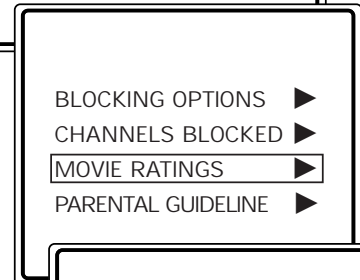 BLOCKING OPTIONS ▶
CHANNELS BLOCKED ▶
MOVIE RATINGS ▶
PARENTAL GUIDELINE ▶